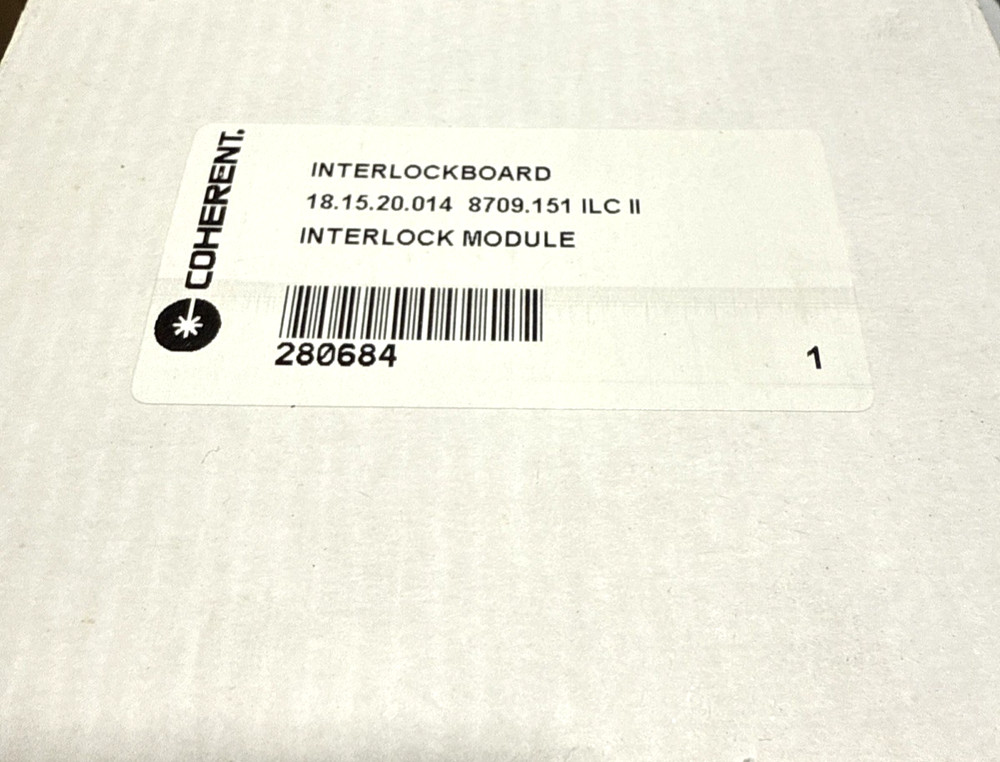 COHERENT.
INTERLOCKBOARD
18.15.20.014 8709.151 ILC II
INTERLOCK MODULE
280684
1